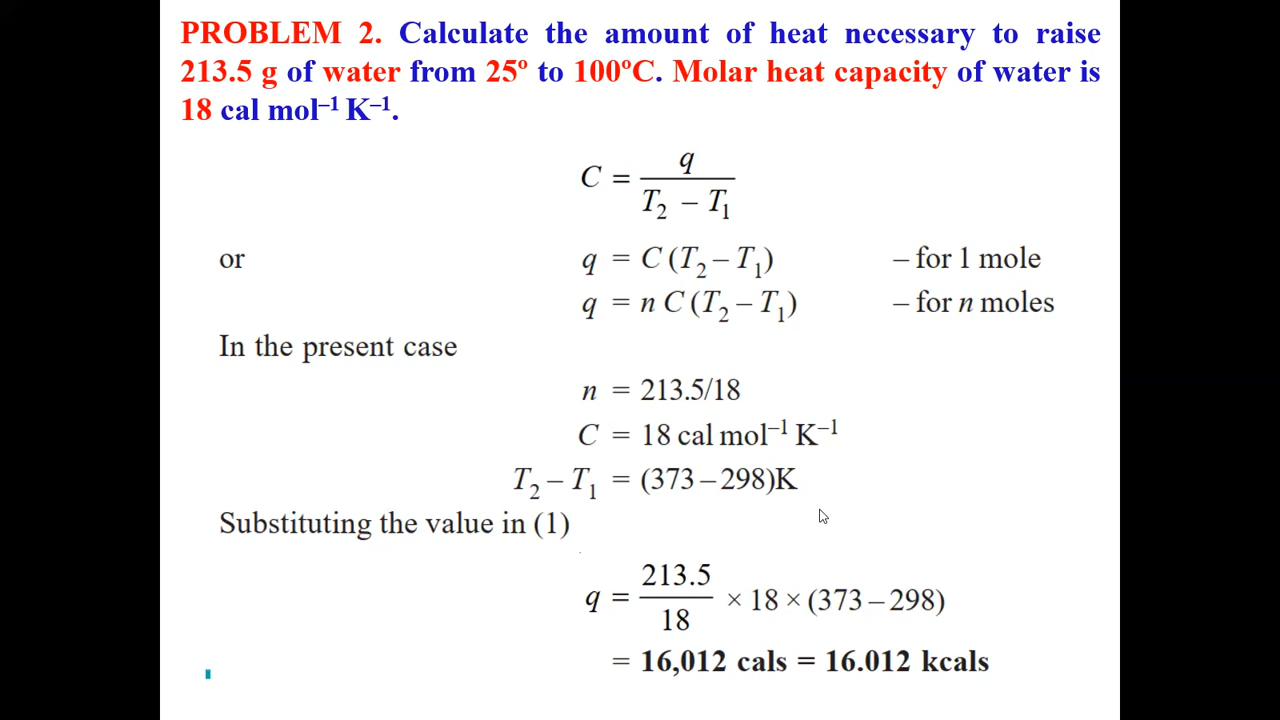 PROBLEM 2. Calculate the amount of heat necessary to raise
213.5 g of water from 25º to 100ºC. Molar heat capacity of water is
18 cal mol⁻¹ K⁻¹.
C = q / (T₂ – T₁)
or q = C (T₂ – T₁) – for 1 mole
q = n C (T₂ – T₁) – for n moles
In the present case
n = 213.5/18
C = 18 cal mol⁻¹ K⁻¹
T₂ – T₁ = (373 – 298)K
Substituting the value in (1)
q = 213.5 / 18 × 18 × (373 – 298)
= 16,012 cals = 16.012 kcals